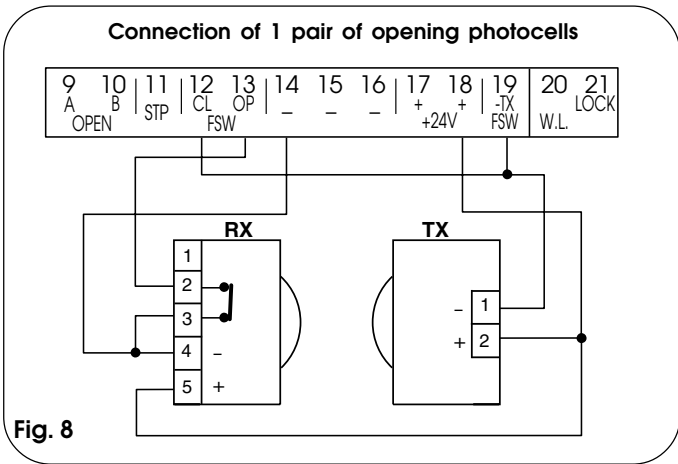 Connection of 1 pair of opening photocells
9 10 11 12 13 14 15 16 17 18 19 20 21
A B STP CL OP _ _ _ + + -TX W.L. LOCK
OPEN FSW +24V FSW
RX TX
1
2
3
4 –
5 +
– 1
+ 2
Fig. 8